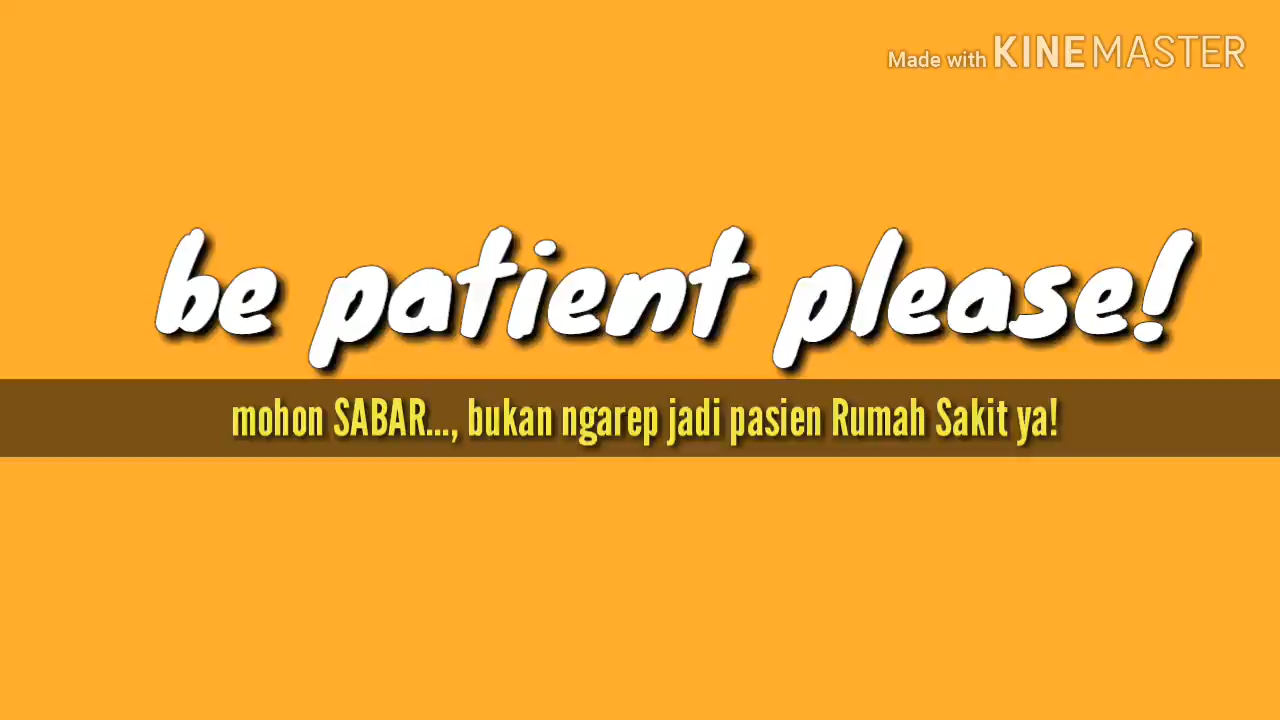 Made with KINEMASTER
be patient please!
mohon SABAR..., bukan ngarep jadi pasien Rumah Sakit ya!